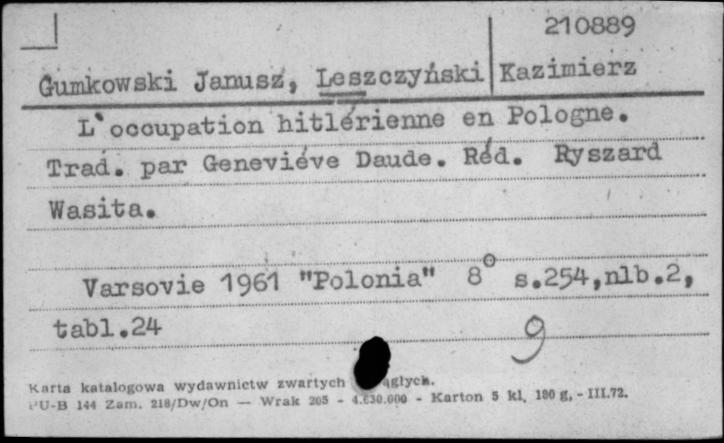 210889
Gumkowski Janusz, Leszczyński Kazimierz
L'occupation hitlérienne en Pologne.
Trad. par Geneviéve Daude. Réd. Ryszard
Wasita.
Varsovie 1961 "Polonia" 8° s.254,nlb.2,
tabl.24
9
Karta katalogowa wydawnictw zwartych
PU-B 144 Zam. 218/Dw/On — Wrak 205 - 4.630.000 - Karton 5 kl. 180 g, - III.72.